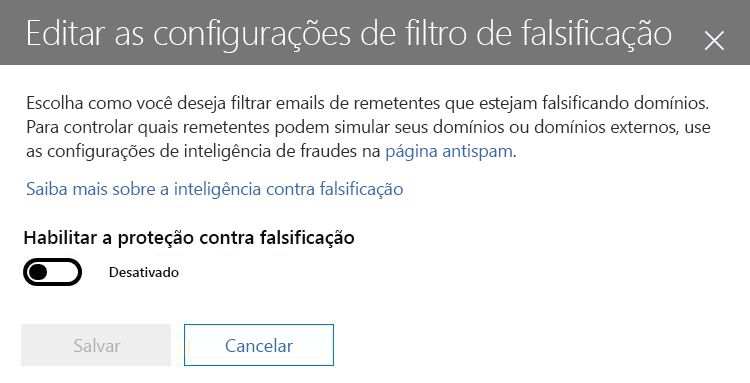 Editar as configurações de filtro de falsificação
Escolha como você deseja filtrar emails de remetentes que estejam falsificando domínios.
Para controlar quais remetentes podem simular seus domínios ou domínios externos, use
as configurações de inteligência de fraudes na página antispam.
Saiba mais sobre a inteligência contra falsificação
Habilitar a proteção contra falsificação
Desativado
Salvar
Cancelar